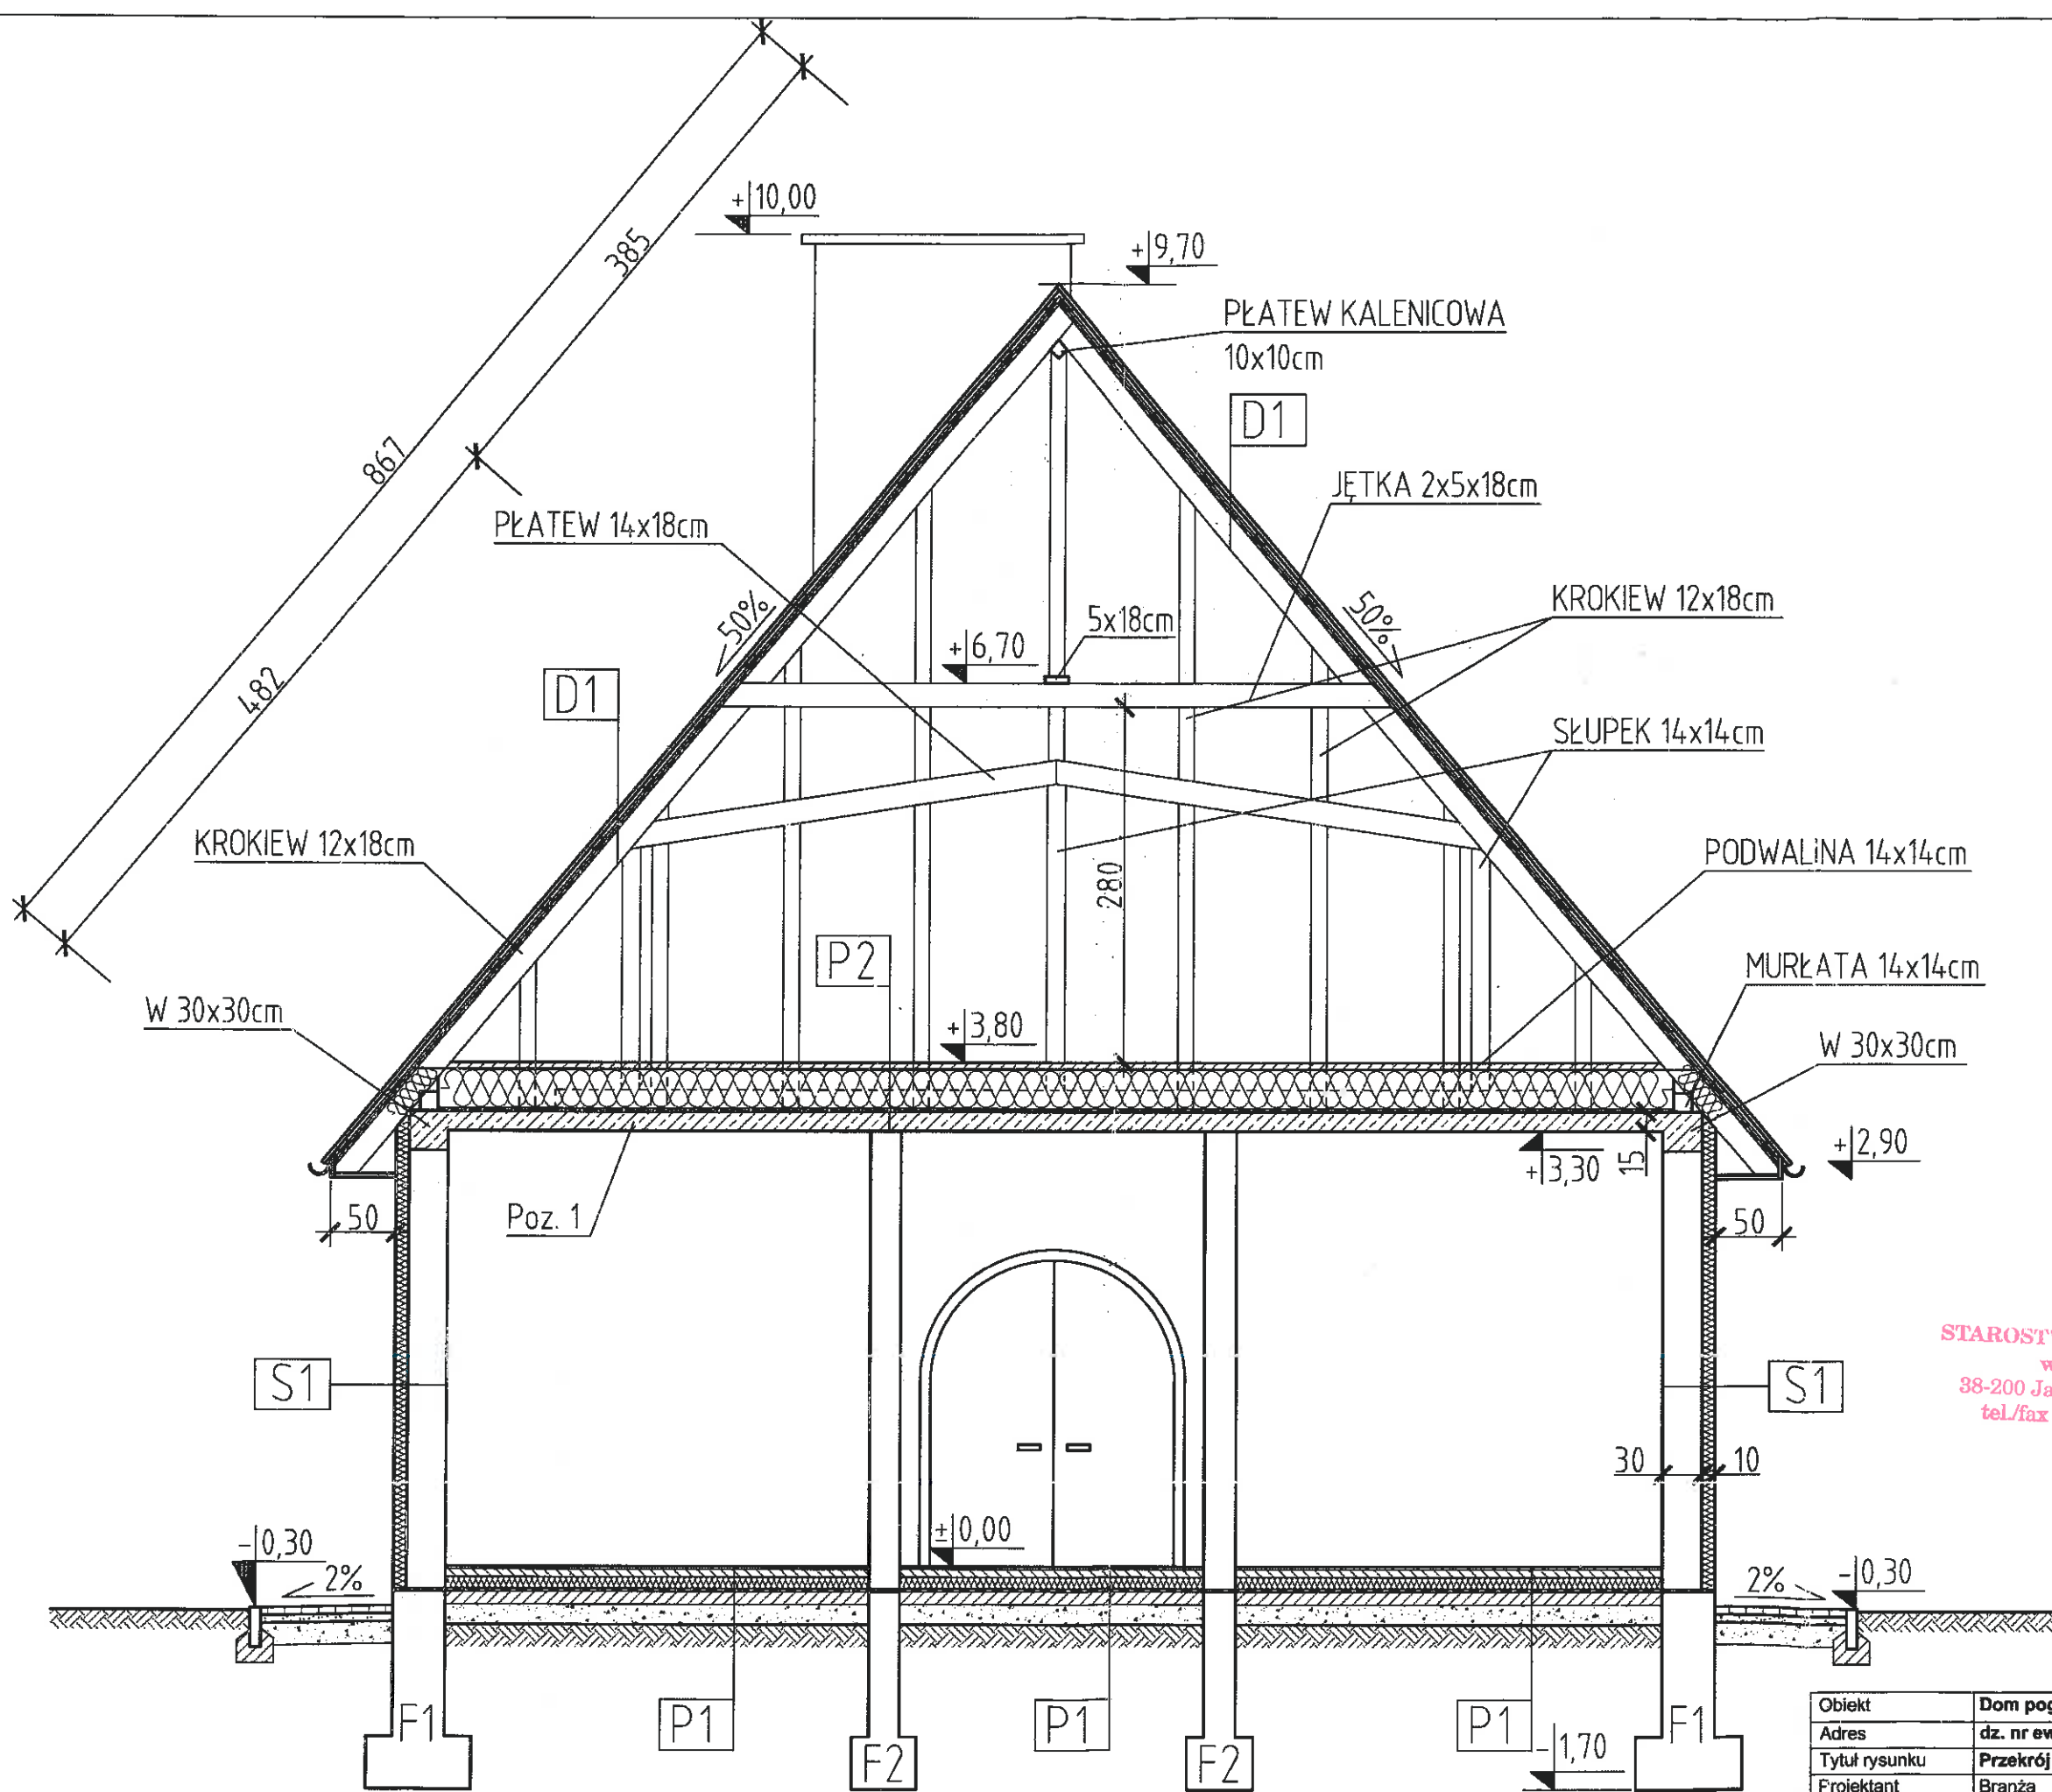 +10,00
+9,70
385
867
482
PŁATEW KALENICOWA
10x10cm
D1
JĘTKA 2x5x18cm
PŁATEW 14x18cm
50%
50%
5x18cm
KROKIEW 12x18cm
+6,70
D1
SŁUPEK 14x14cm
KROKIEW 12x18cm
PODWALINA 14x14cm
280
P2
MURŁATA 14x14cm
W 30x30cm
+3,80
W 30x30cm
+3,30
15
+2,90
50
Poz. 1
50
STAROST
w
38-200 Ja
tel./fax
S1
S1
30
10
±0,00
-0,30
2%
2%
-0,30
F1
P1
F2
P1
F2
P1
F1
-1,70
Obiekt Dom pog
Adres dz. nr ew
Tytuł rysunku Przekrój
Projektant Branża